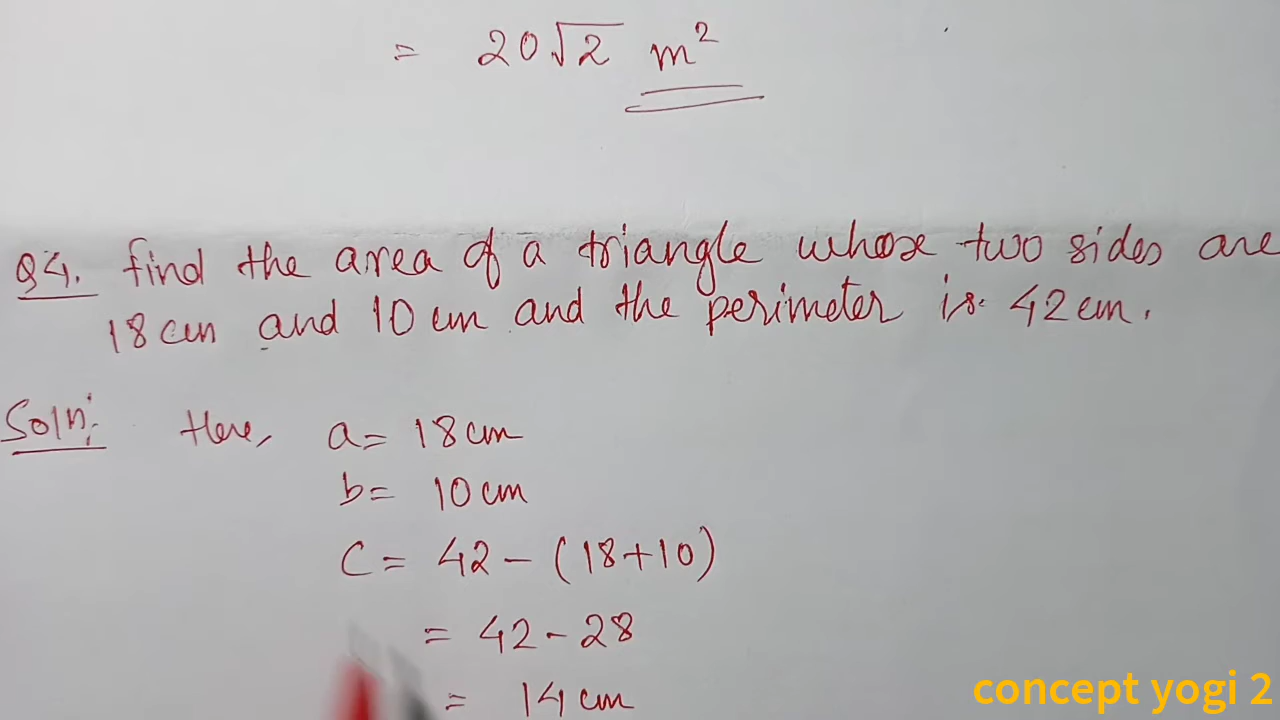 = 20√2 m²
Q4. find the area of a triangle whose two sides are
18 cm and 10 cm and the perimeter is 42 cm.
Soln: Here, a = 18 cm
b = 10 cm
C = 42 - (18+10)
= 42 - 28
= 14 cm
concept yogi 2